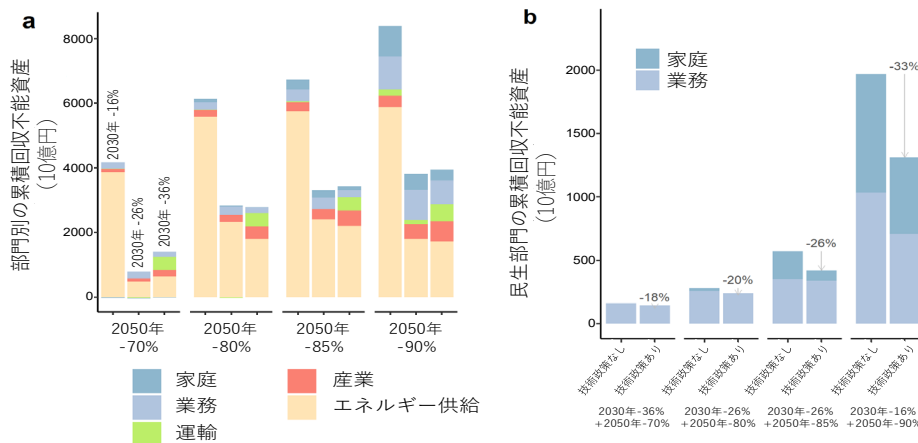 a
部門別の累積回収不能資産
（10億円）
8000
6000
4000
2000
0
2030年 -16%
2030年 -26%
2030年 -36%
2050年
-70%
2050年
-80%
2050年
-85%
2050年
-90%
家庭
業務
運輸
産業
エネルギー供給
b
民生部門の累積回収不能資産
（10億円）
2000
1500
1000
500
0
家庭
業務
-18%
-20%
-26%
-33%
技術政策なし
技術政策あり
技術政策なし
技術政策あり
技術政策なし
技術政策あり
技術政策なし
技術政策あり
2030年-36%
+2050年-70%
2030年-26%
+2050年-80%
2030年-26%
+2050年-85%
2030年-16%
+2050年-90%